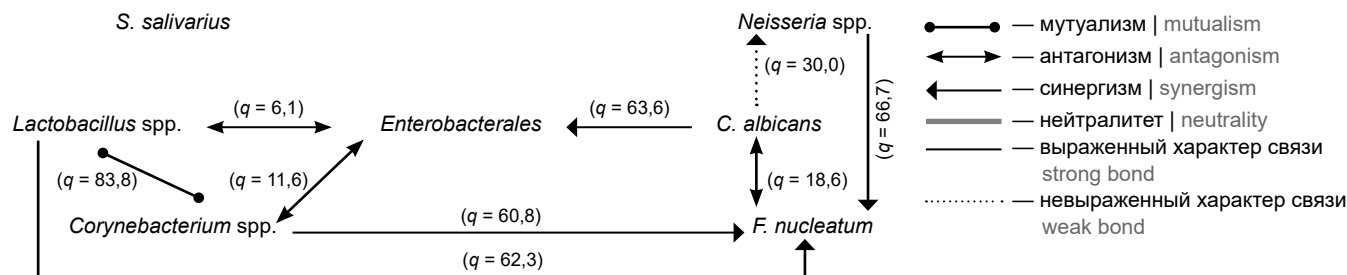 S. salivarius
Neisseria spp.
(q = 30,0)
(q = 6,1)
(q = 63,6)
(q = 66,7)
Lactobacillus spp.
Enterobacterales
C. albicans
(q = 83,8)
(q = 11,6)
(q = 18,6)
(q = 60,8)
Corynebacterium spp.
F. nucleatum
(q = 62,3)
— мутуализм | mutualism
— антагонизм | antagonism
— синергизм | synergism
— нейтралитет | neutrality
— выраженный характер связи
strong bond
— невыраженный характер связи
weak bond